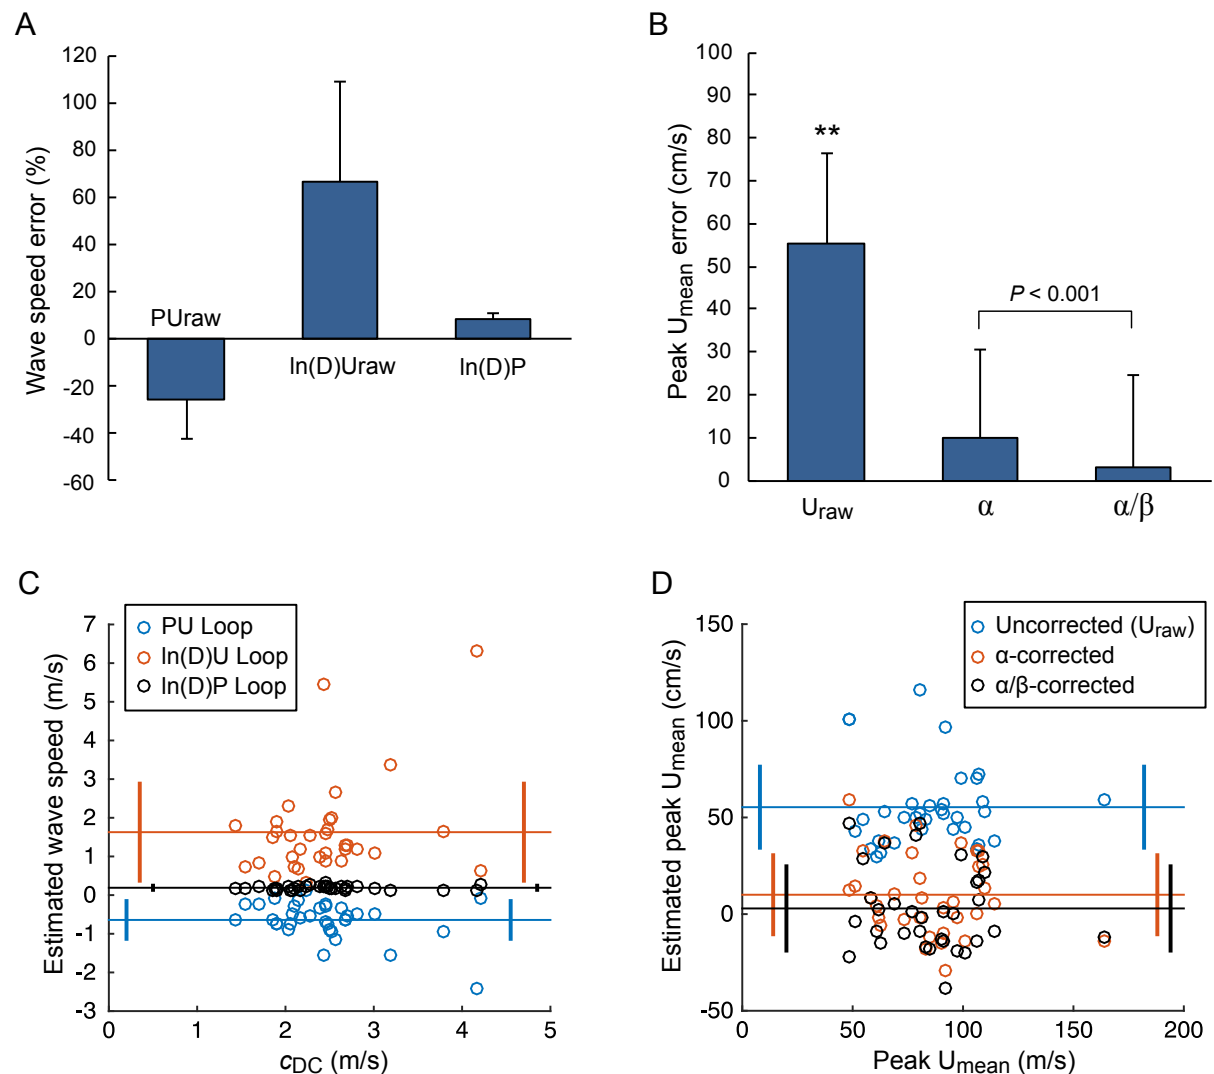 A
Wave speed error (%)
120
100
80
60
40
20
0
-20
-40
-60
PUraw
ln(D)Uraw
ln(D)P
B
Peak Umean error (cm/s)
100
90
80
70
60
50
40
30
20
10
0
**
P < 0.001
Uraw
α
α/β
C
Estimated wave speed (m/s)
7
6
5
4
3
2
1
0
-1
-2
-3
PU Loop
ln(D)U Loop
ln(D)P Loop
0 1 2 3 4 5
cDC (m/s)
D
Estimated peak Umean (cm/s)
150
100
50
0
-50
Uncorrected (Uraw)
α-corrected
α/β-corrected
0 50 100 150 200
Peak Umean (m/s)